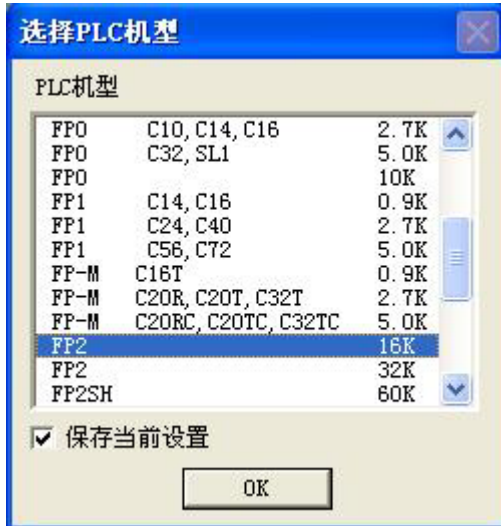 选择PLC机型
PLC机型
FP0 C10, C14, C16 2.7K
FP0 C32, SL1 5.0K
FP0 10K
FP1 C14, C16 0.9K
FP1 C24, C40 2.7K
FP1 C56, C72 5.0K
FP-M C16T 0.9K
FP-M C20R, C20T, C32T 2.7K
FP-M C20RC, C20TC, C32TC 5.0K
FP2 16K
FP2 32K
FP2SH 60K
保存当前设置
OK